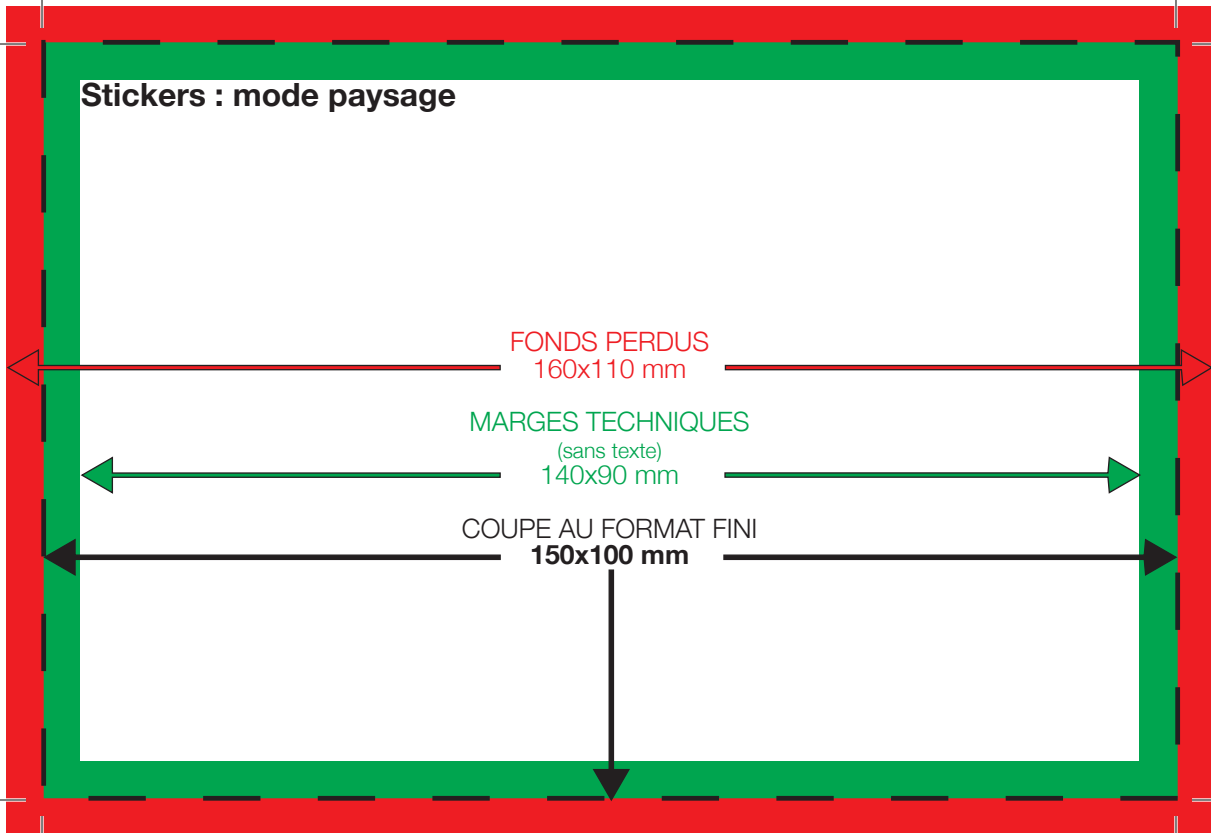 Stickers : mode paysage
FONDS PERDUS
160x110 mm
MARGES TECHNIQUES
(sans texte)
140x90 mm
COUPE AU FORMAT FINI
150x100 mm